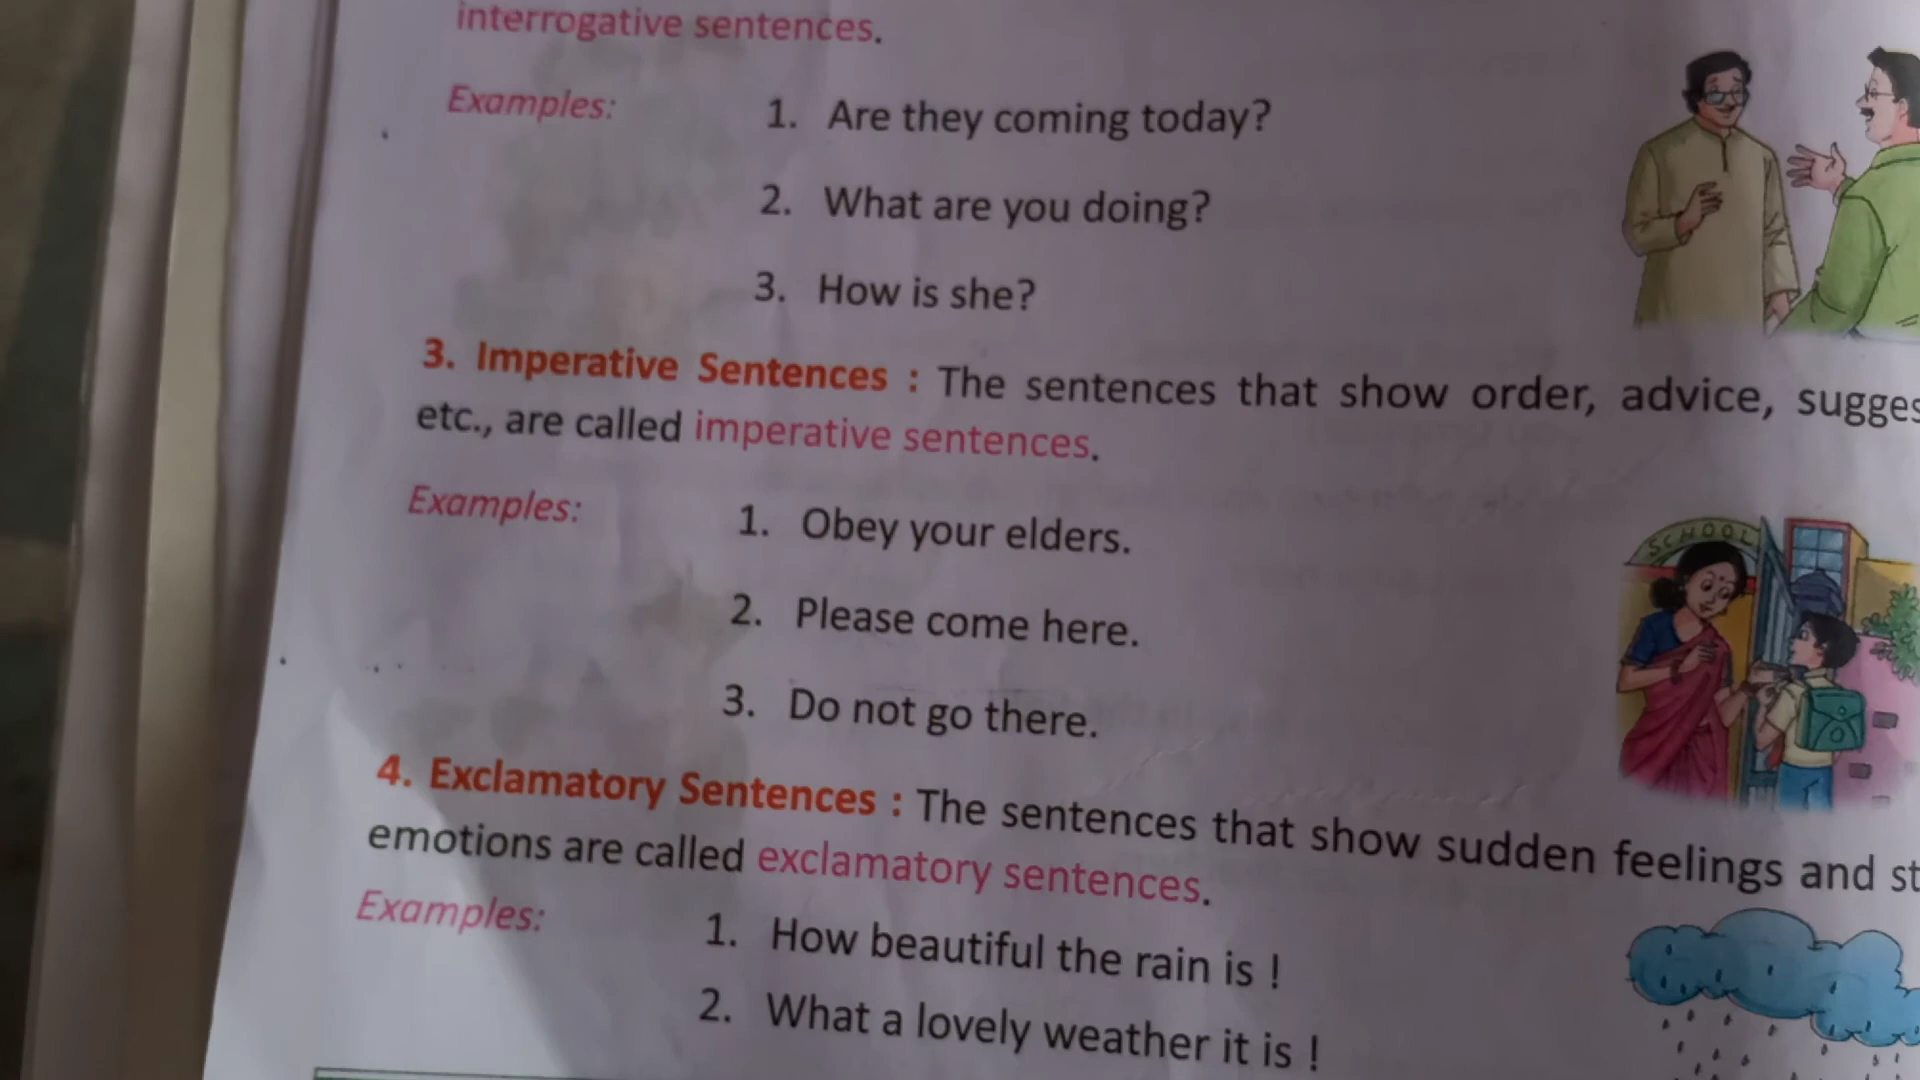 interrogative sentences.
Examples: 1. Are they coming today?
2. What are you doing?
3. How is she?
3. Imperative Sentences : The sentences that show order, advice,
etc., are called imperative sentences.
Examples: 1. Obey your elders.
SCHOOL
2. Please come here.
3. Do not go there.
4. Exclamatory Sentences : The sentences that show sudden feelings and
emotions are called exclamatory sentences.
Examples: 1. How beautiful the rain is !
2. What a lovely weather it is !